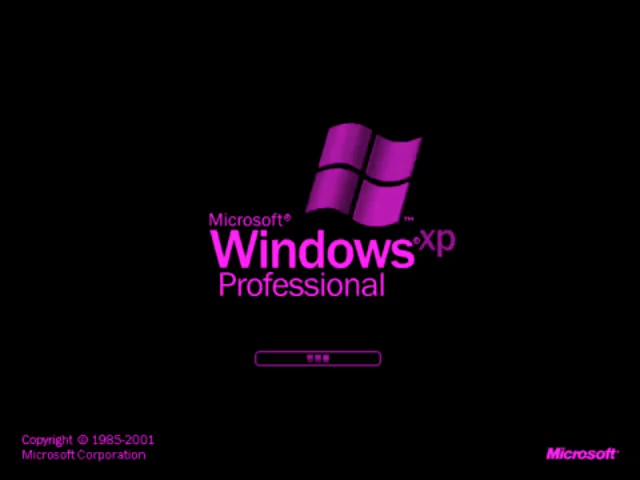 Microsoft®
Windows® xp
Professional
Copyright © 1985-2001
Microsoft Corporation
Microsoft